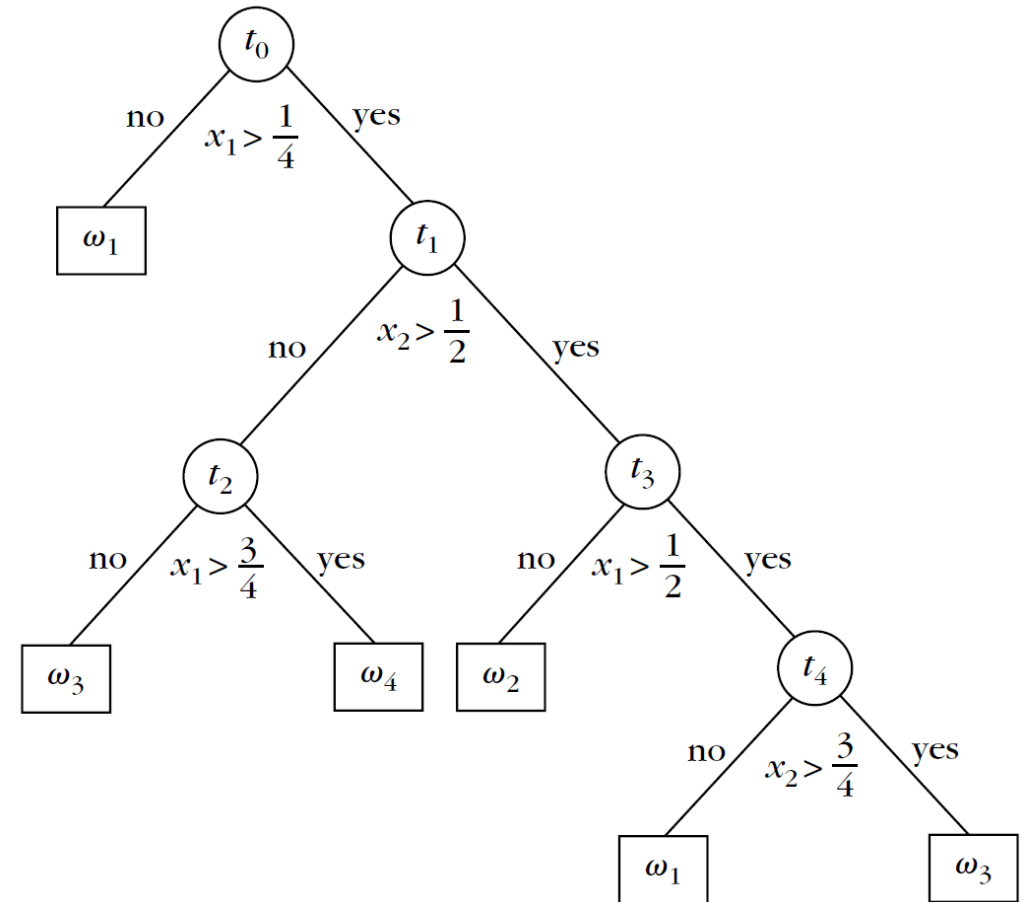 t₀
no
x₁ > 1/4
yes
ω₁
t₁
no
x₂ > 1/2
yes
t₂
t₃
no
x₁ > 3/4
yes
no
x₁ > 1/2
yes
ω₃
ω₄
ω₂
t₄
no
x₂ > 3/4
yes
ω₁
ω₃